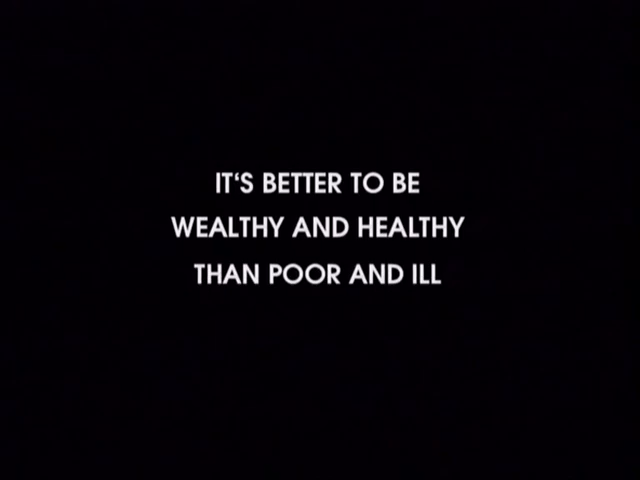 IT‘S BETTER TO BE
WEALTHY AND HEALTHY
THAN POOR AND ILL